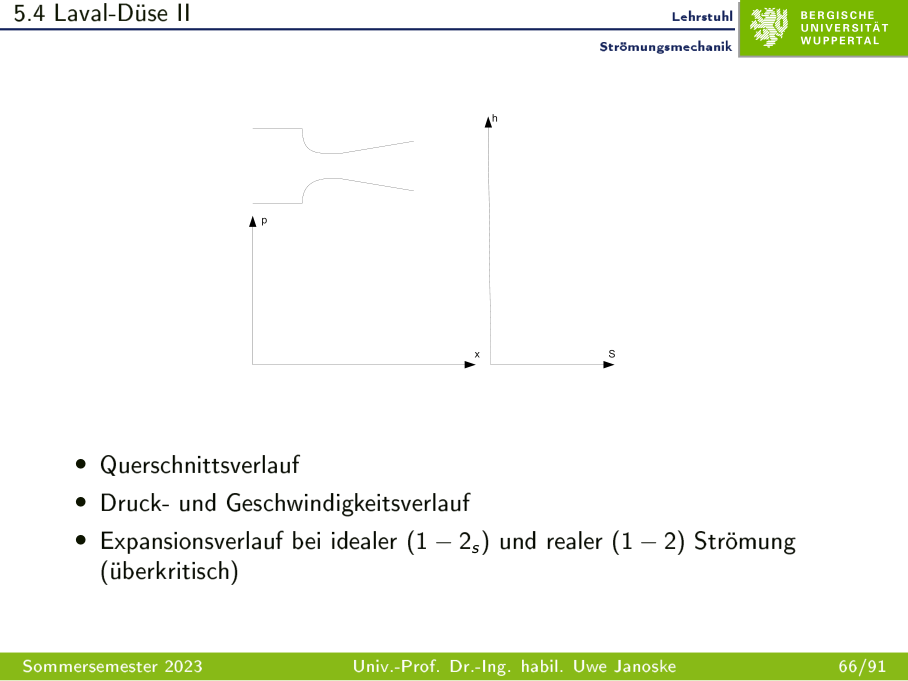 5.4 Laval-Düse II
Lehrstuhl
Strömungsmechanik
BERGISCHE
UNIVERSITÄT
WUPPERTAL
h
p
x
S
• Querschnittsverlauf
• Druck- und Geschwindigkeitsverlauf
• Expansionsverlauf bei idealer (1 − 2ₛ) und realer (1 − 2) Strömung
(überkritisch)
Sommersemester 2023
Univ.-Prof. Dr.-Ing. habil. Uwe Janoske
66/91